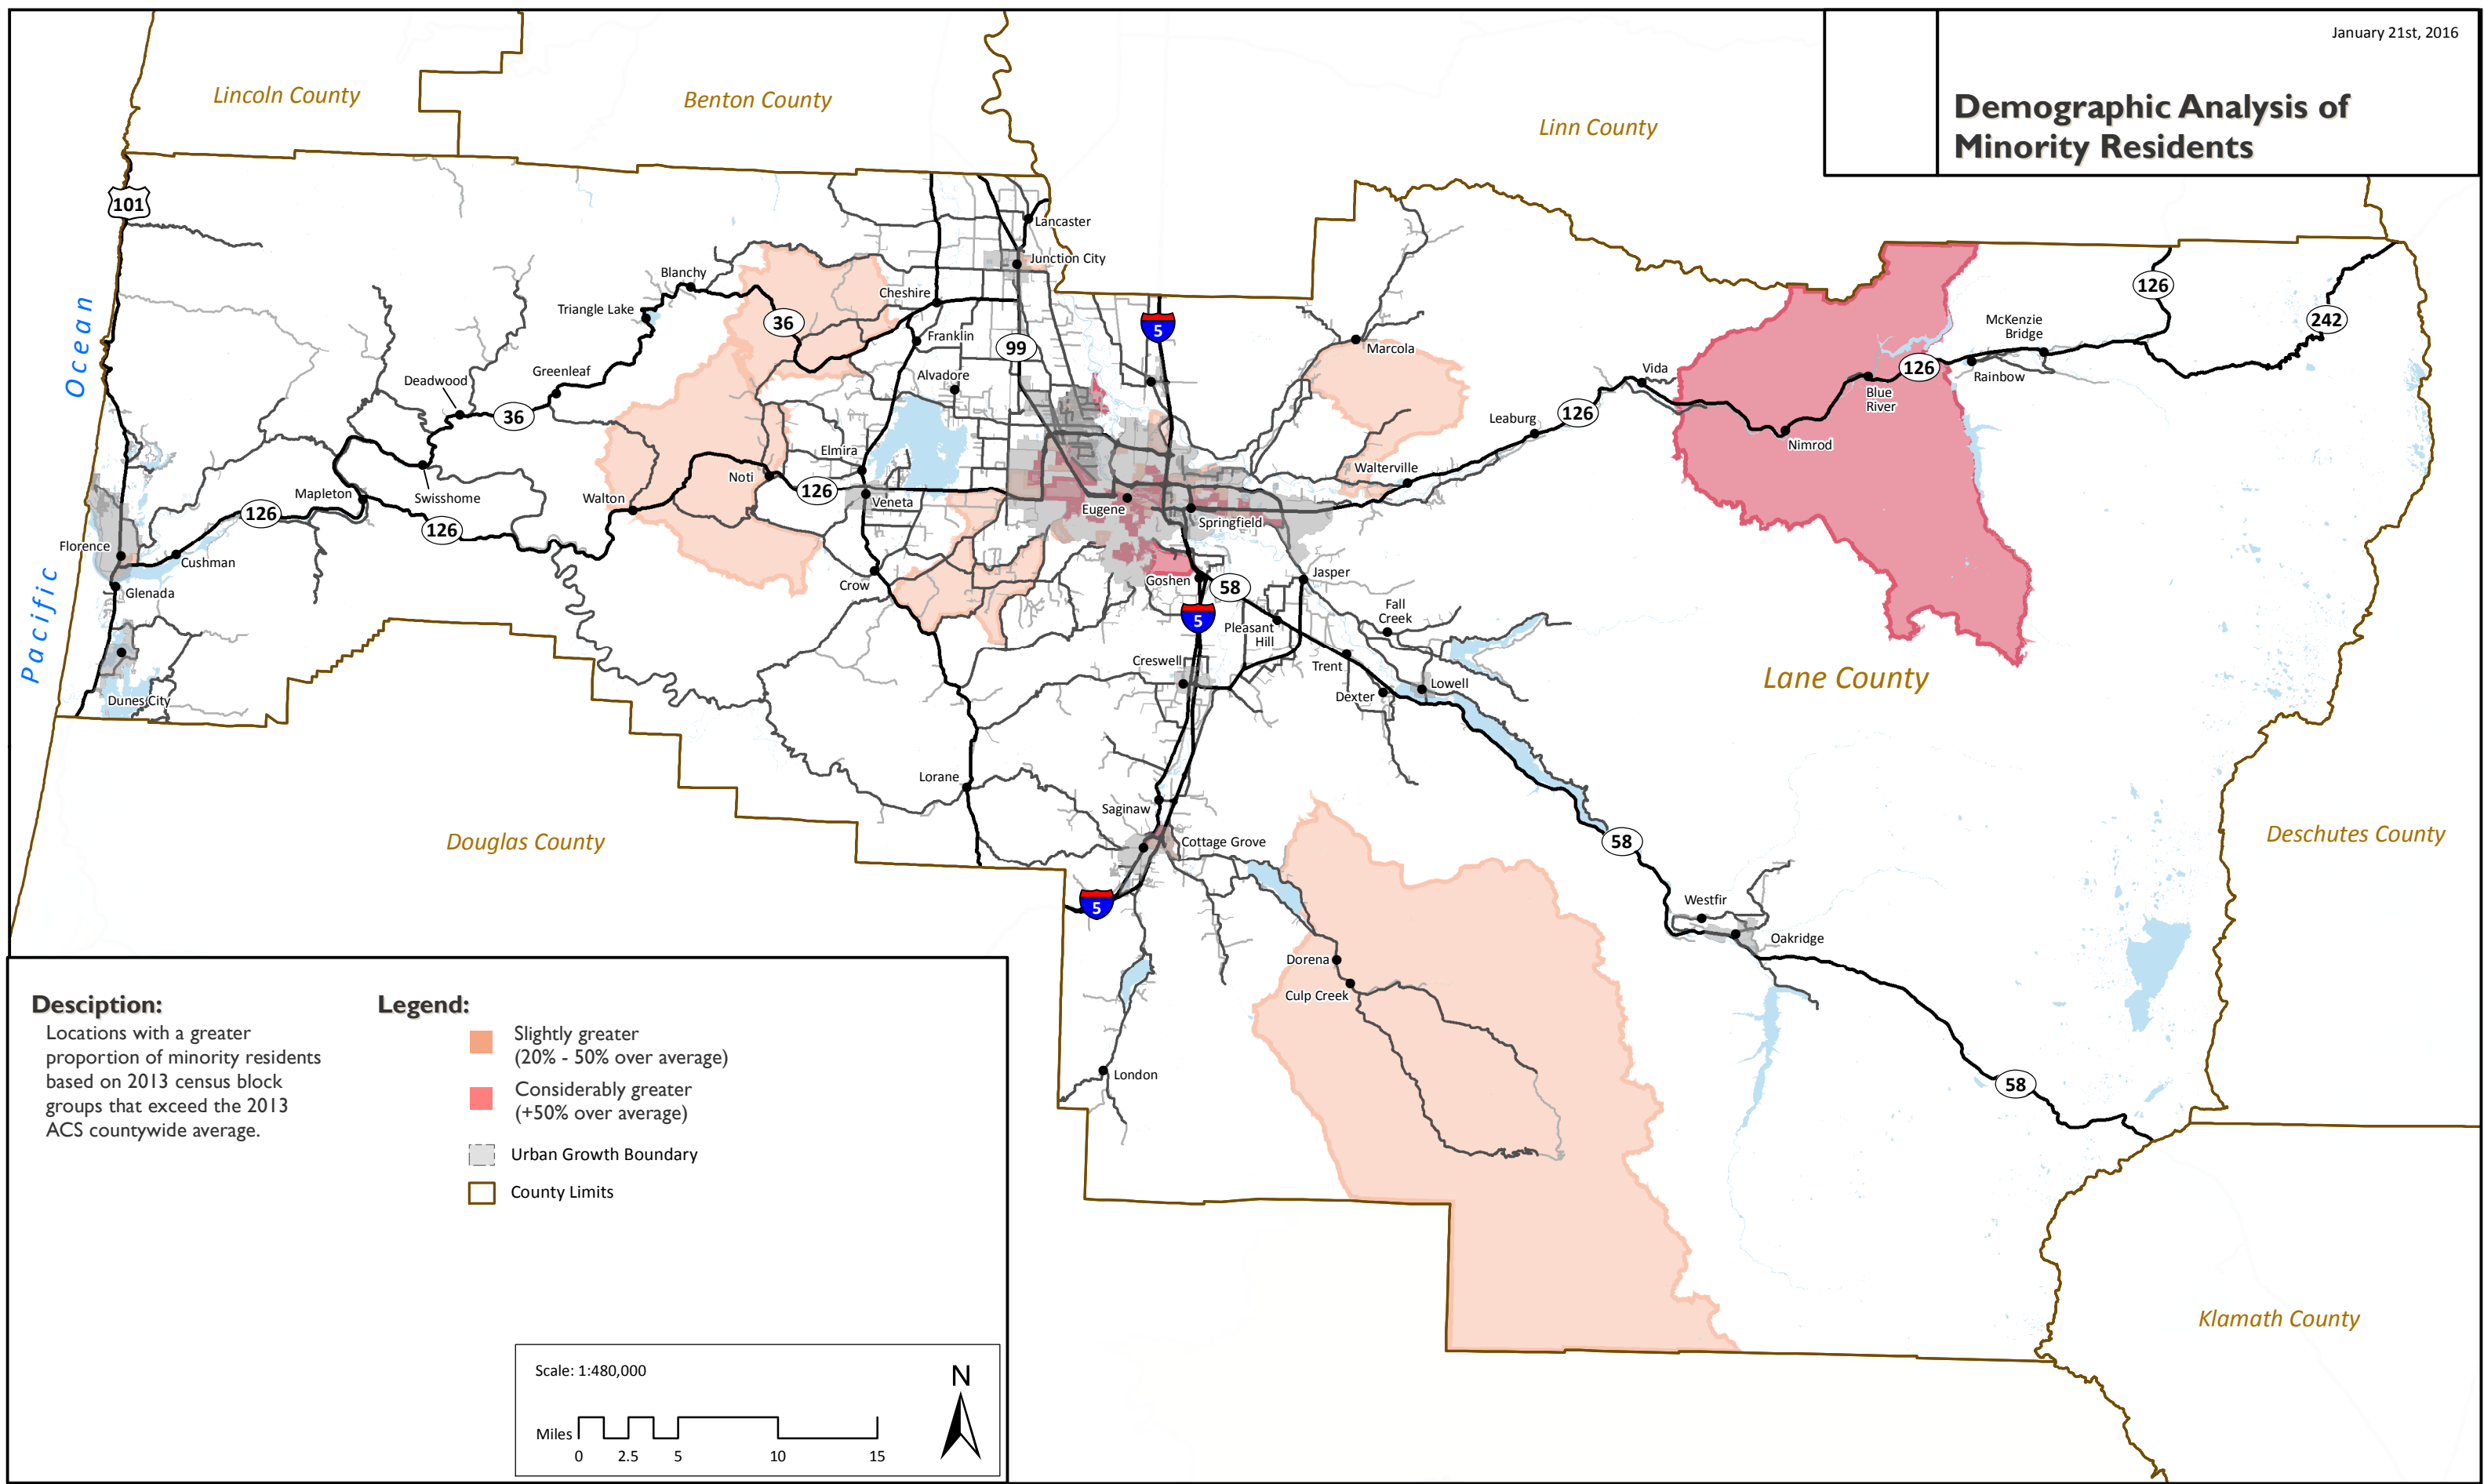 January 21st, 2016
Demographic Analysis of
Minority Residents
Lincoln County
Benton County
Linn County
101
Lancaster
Junction City
Blanchy
Triangle Lake
Cheshire
36
Franklin
99
5
Marcola
126
242
McKenzie
Bridge
126
Rainbow
Vida
Blue
River
Pacific Ocean
Deadwood
Greenleaf
36
Alvadore
Leaburg
126
Nimrod
Elmira
Noti
126
Veneta
Walton
Walterville
Mapleton
Swisshome
126
126
Eugene
Springfield
Florence
Cushman
Glenada
Crow
Goshen
58
Jasper
5
Fall
Creek
Pleasant
Hill
Creswell
Trent
Dexter
Lowell
Lane County
Dunes City
Lorane
Saginaw
Cottage Grove
58
Douglas County
Deschutes County
5
Westfir
Oakridge
Dorena
Culp Creek
London
58
Klamath County
Desciption:
Locations with a greater
proportion of minority residents
based on 2013 census block
groups that exceed the 2013
ACS countywide average.
Legend:
Slightly greater
(20% - 50% over average)
Considerably greater
(+50% over average)
Urban Growth Boundary
County Limits
Scale: 1:480,000
N
Miles
0 2.5 5 10 15